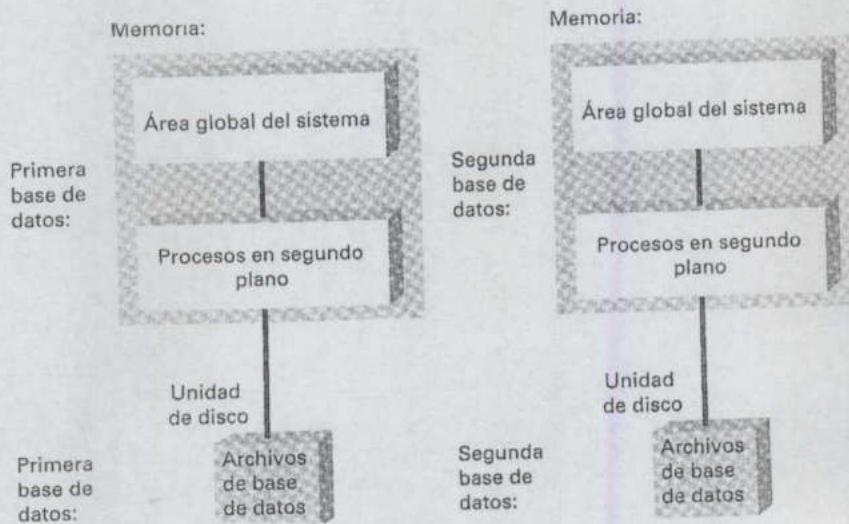 Memoria:
Área global del sistema
Primera
base de
datos:
Procesos en segundo
plano
Unidad
de disco
Primera
base de
datos:
Archivos
de base
de datos
Memoria:
Área global del sistema
Segunda
base de
datos:
Procesos en segundo
plano
Unidad
de disco
Segunda
base de
datos:
Archivos
de base
de datos